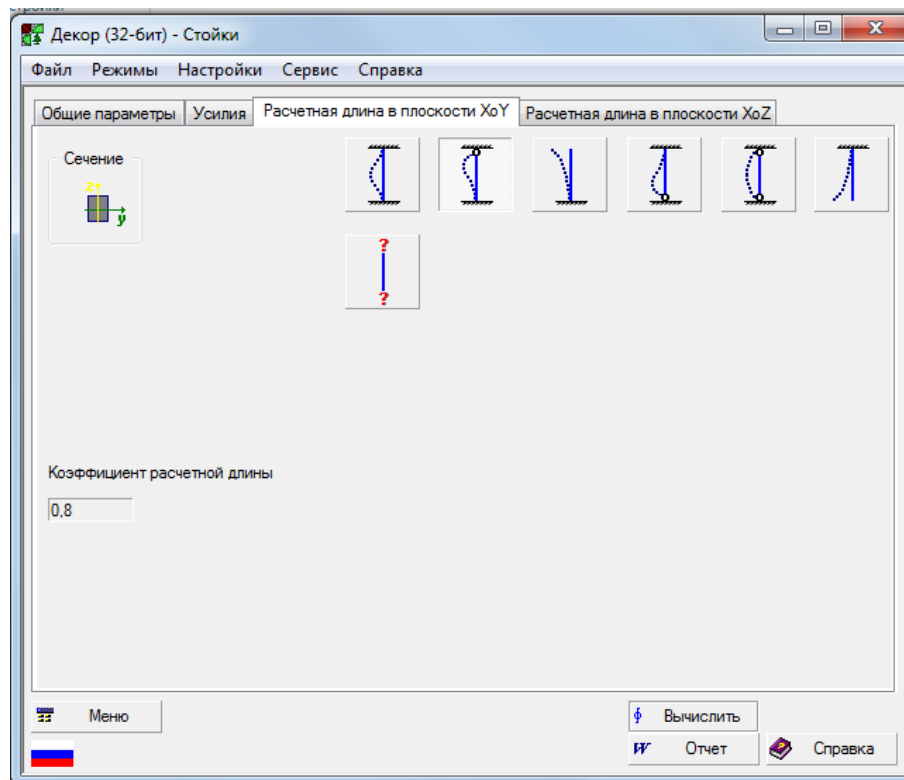 Декор (32-бит) - Стойки
Файл Режимы Настройки Сервис Справка
Общие параметры Усилия Расчетная длина в плоскости XoY Расчетная длина в плоскости XoZ
Сечение
z
y
?
?
Коэффициент расчетной длины
0,8
Меню
Вычислить
W Отчет Справка